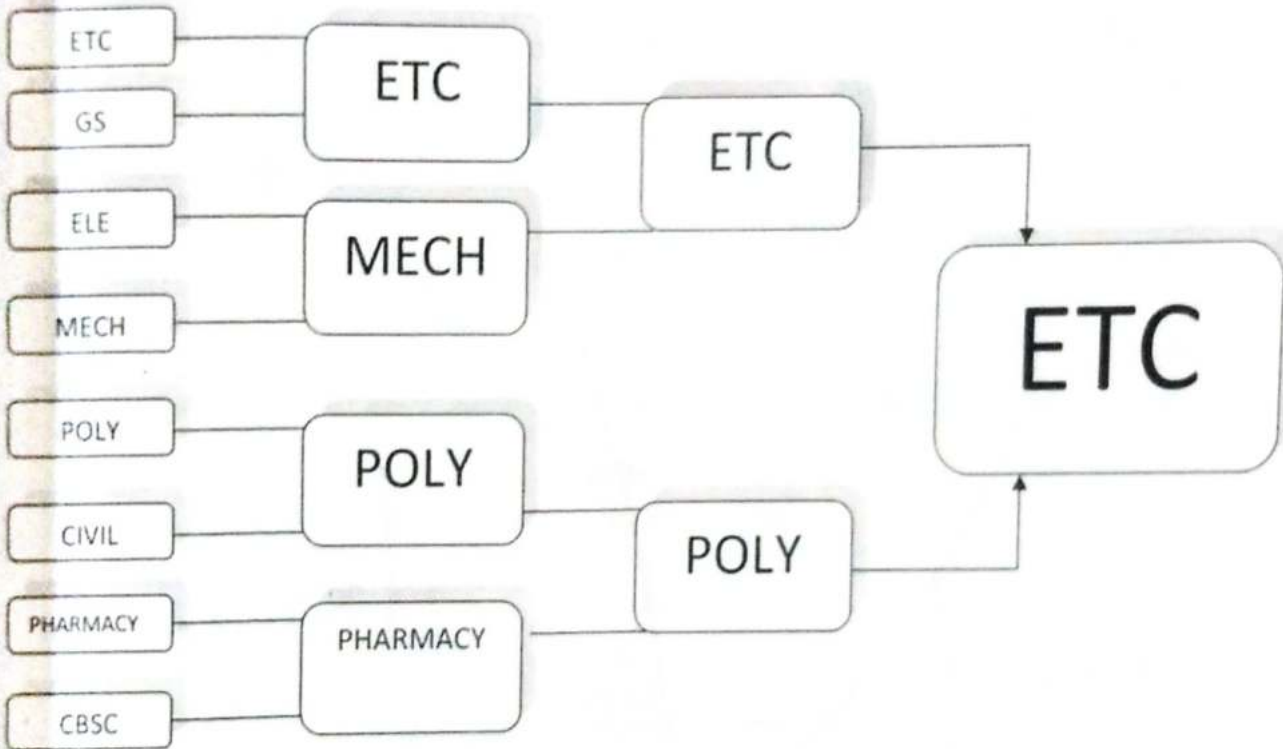 ETC
GS
ELE
MECH
POLY
CIVIL
PHARMACY
CBSC
ETC
MECH
POLY
PHARMACY
ETC
POLY
ETC